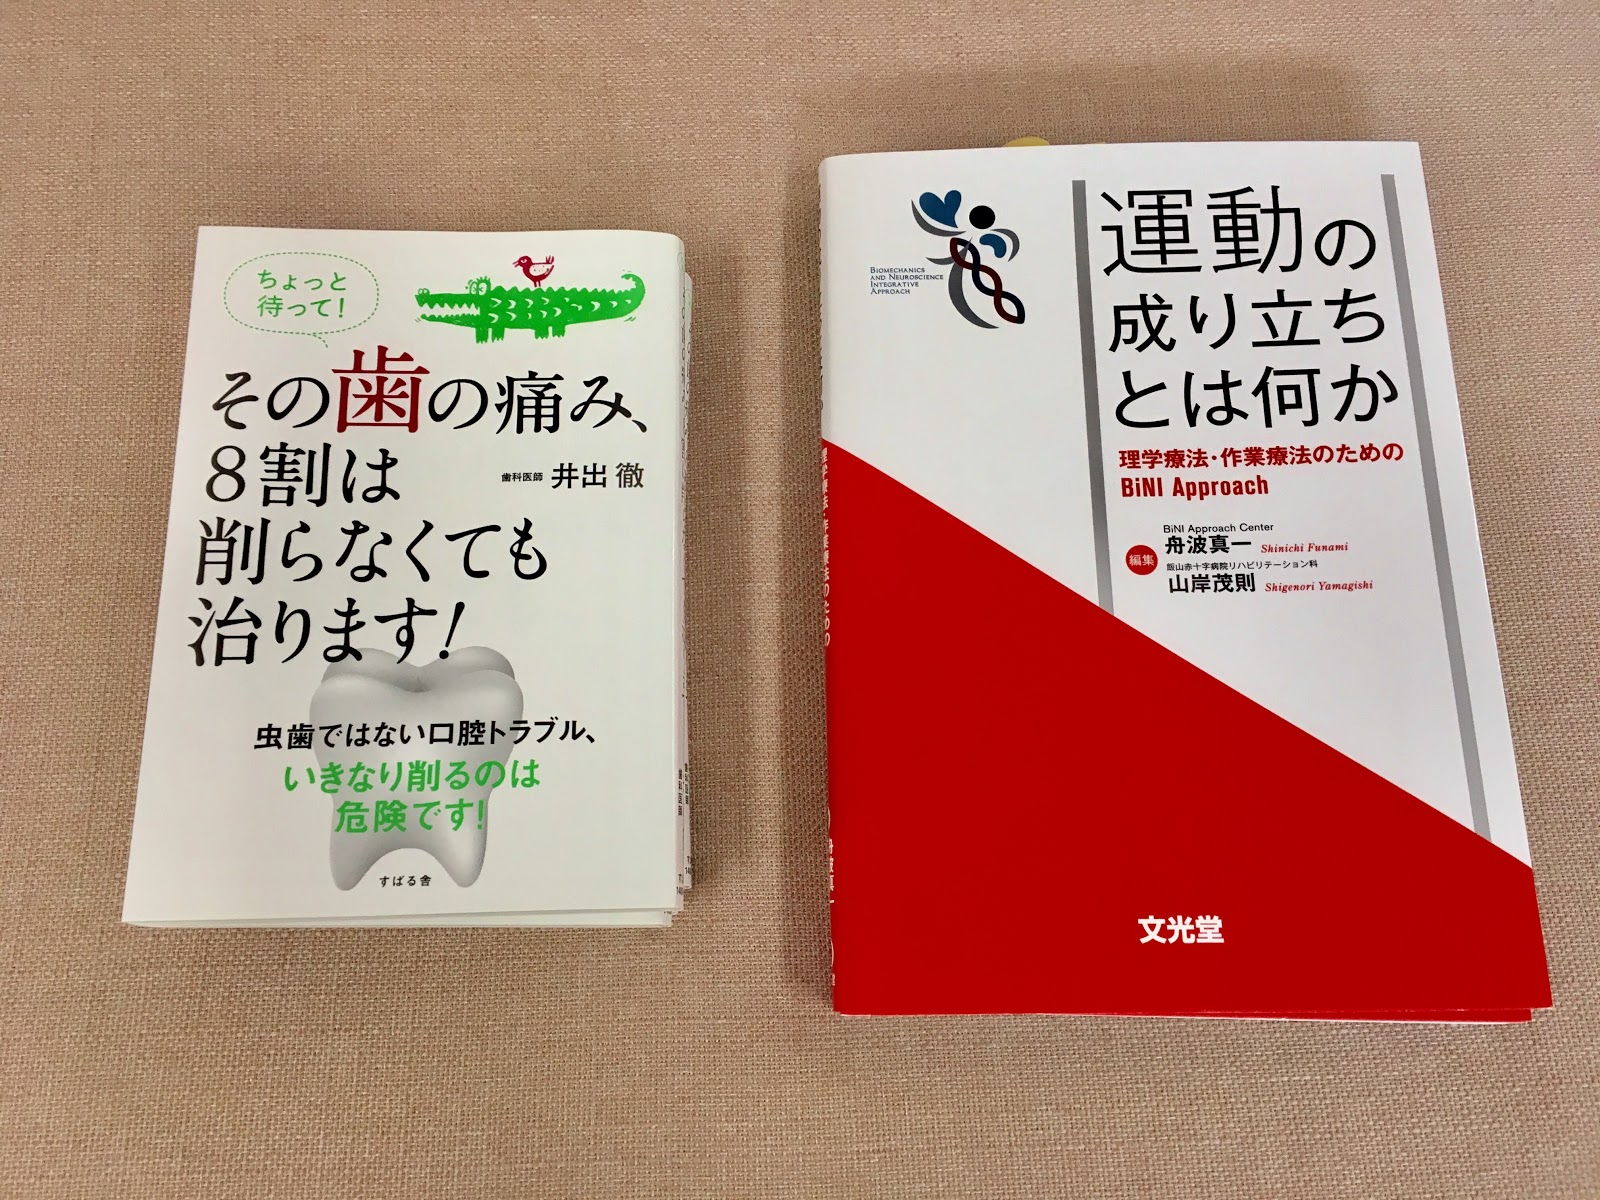 ちょっと
待って!
その歯の痛み、
8割は
歯科医師 井出 徹
削らなくても
治ります!
虫歯ではない口腔トラブル、
いきなり削るのは
危険です!
すばる舎
BIOMECHANICS
AND NEUROSCIENCE
INTEGRATIVE
APPROACH
運動の
成り立ち
とは何か
理学療法・作業療法のための
BiNI Approach
編集
BiNI Approach Center
舟波真一 Shinichi Funami
飯山赤十字病院リハビリテーション科
山岸茂則 Shigenori Yamagishi
文光堂